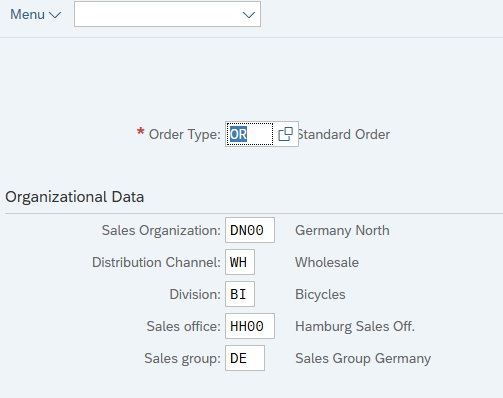 Menu
* Order Type: OR Standard Order
Organizational Data
Sales Organization: DN00 Germany North
Distribution Channel: WH Wholesale
Division: BI Bicycles
Sales office: HH00 Hamburg Sales Off.
Sales group: DE Sales Group Germany